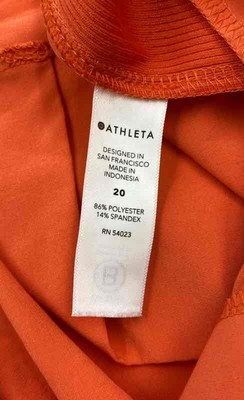 ATHLETA
DESIGNED IN
SAN FRANCISCO
MADE IN
INDONESIA
20
86% POLYESTER
14% SPANDEX
RN 54023
B